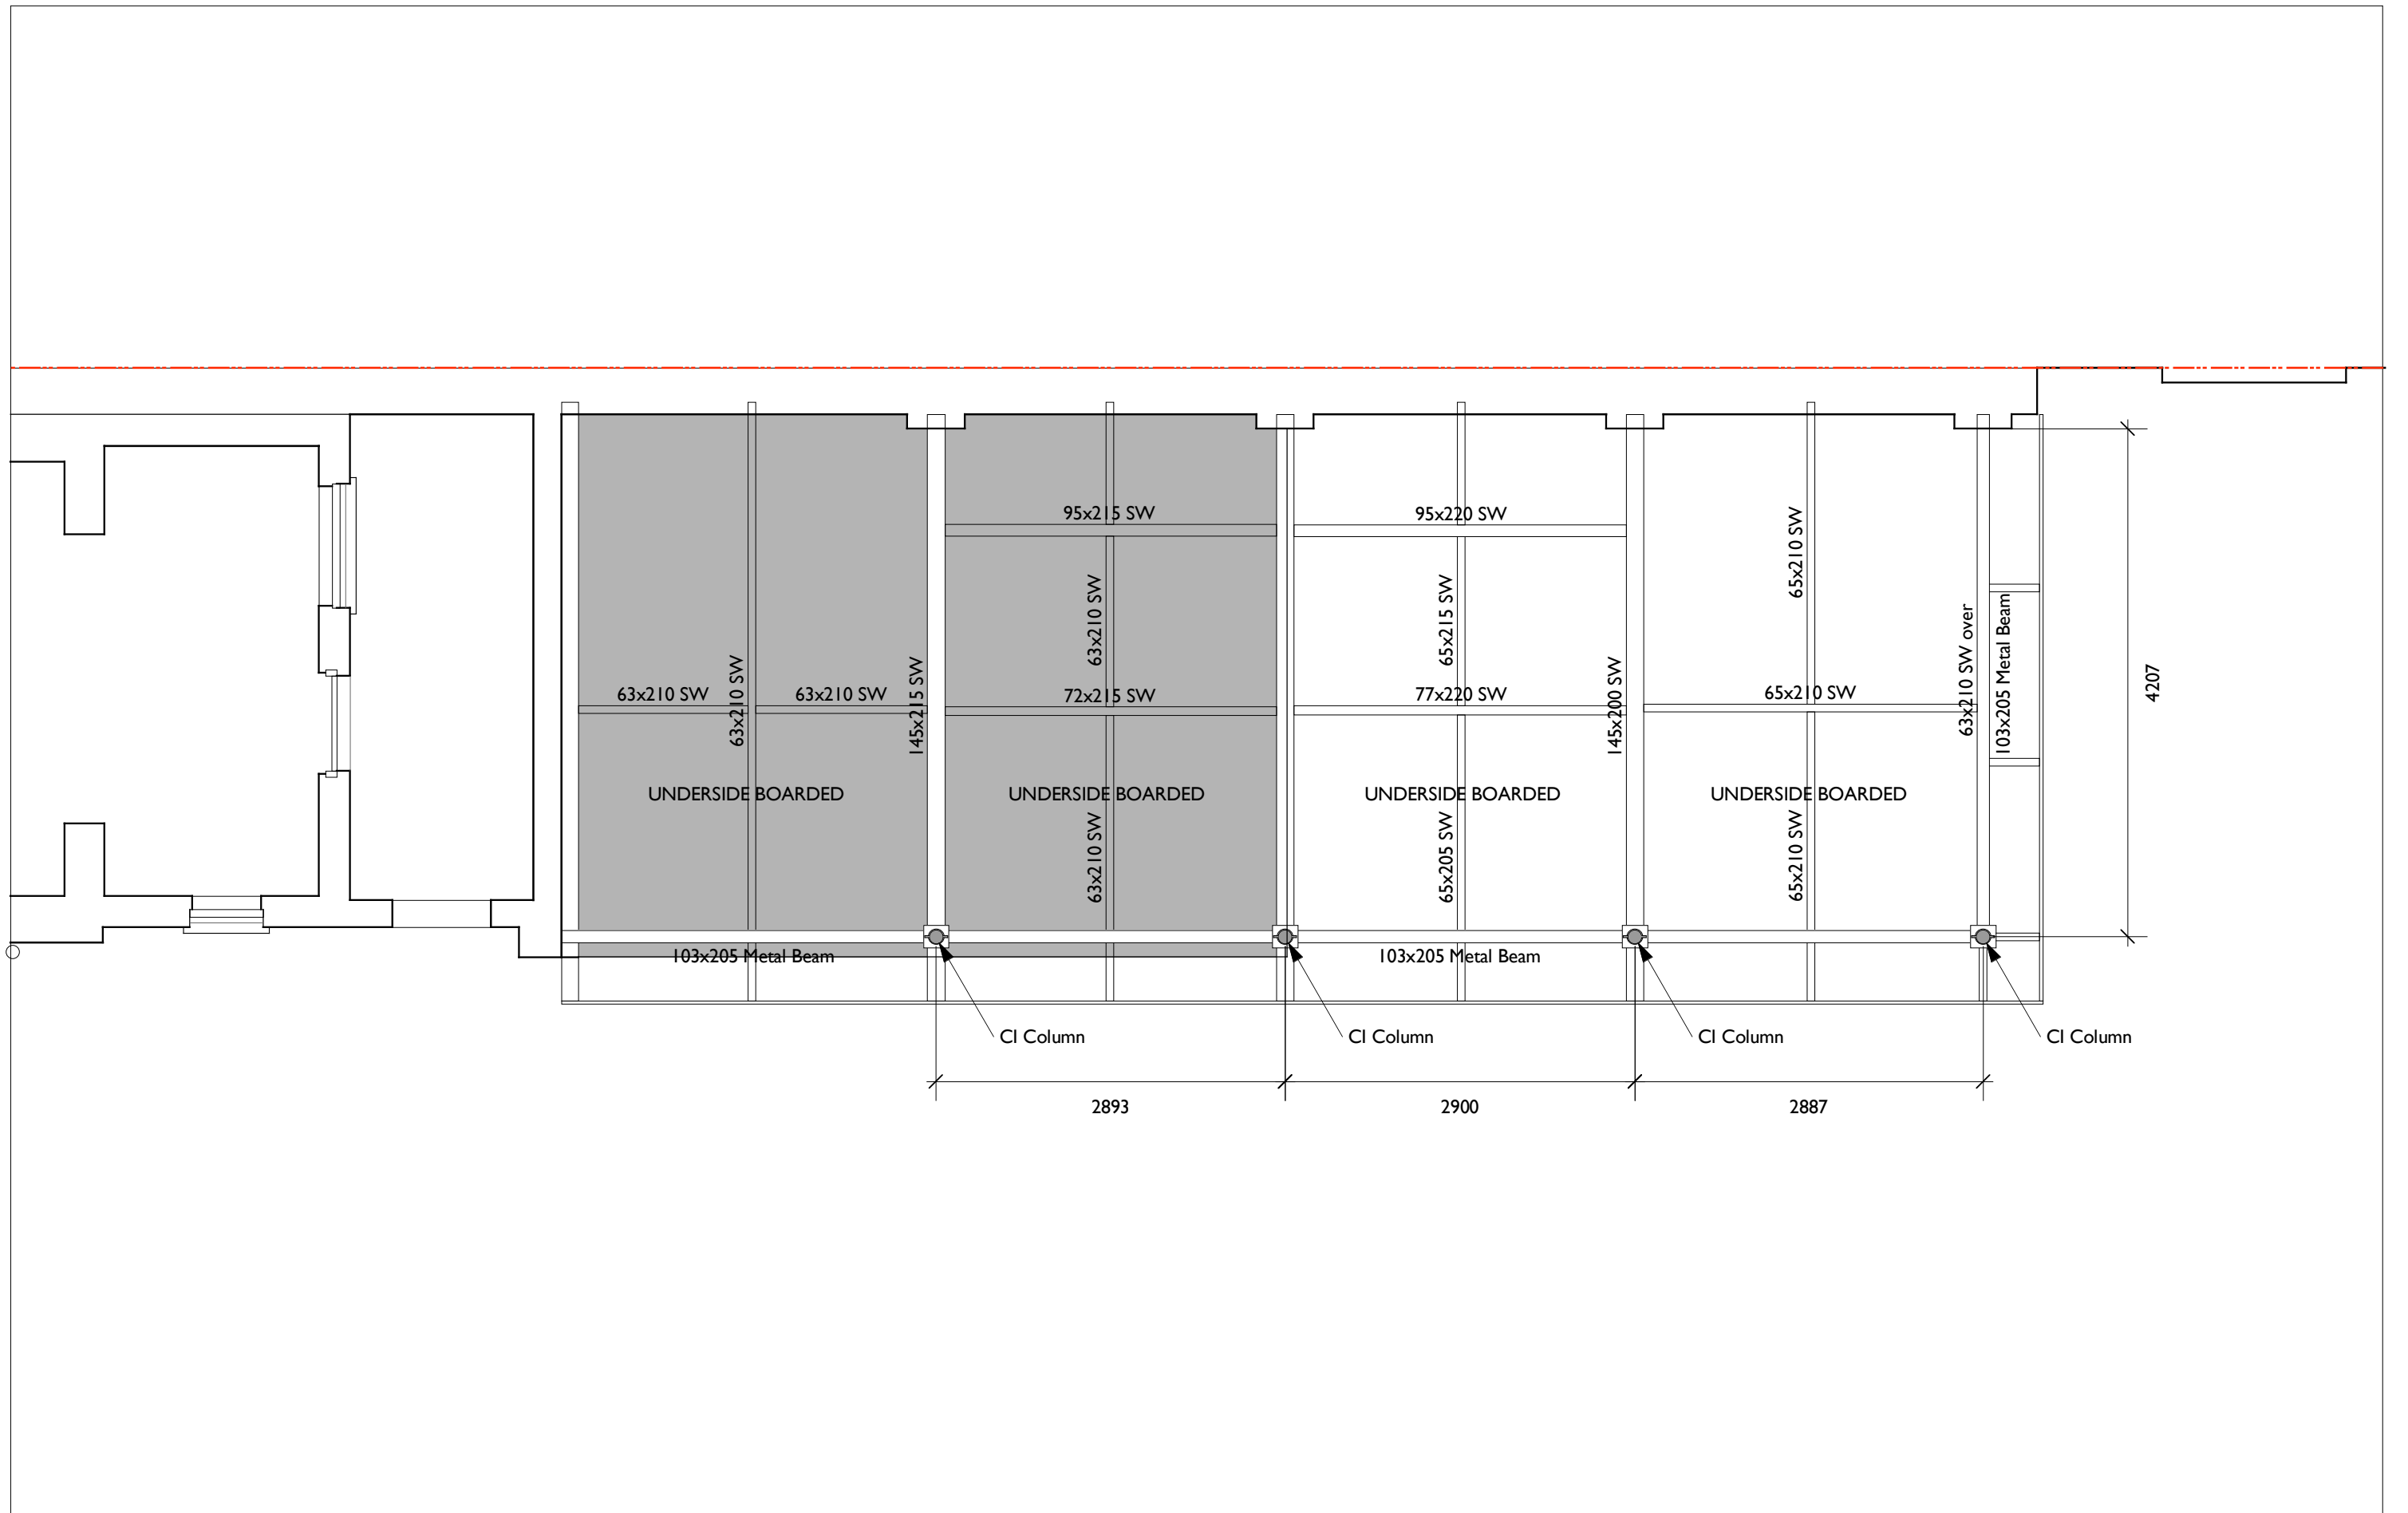 95x215 SW
95x220 SW
65x210 SW
63x210 SW
65x215 SW
63x210 SW over
103x205 Metal Beam
63x210 SW
63x210 SW
63x210 SW
145x215 SW
72x215 SW
77x220 SW
145x200 SW
65x210 SW
4207
UNDERSIDE BOARDED
UNDERSIDE BOARDED
UNDERSIDE BOARDED
UNDERSIDE BOARDED
63x210 SW
65x205 SW
65x210 SW
103x205 Metal Beam
103x205 Metal Beam
CI Column
CI Column
CI Column
CI Column
2893
2900
2887